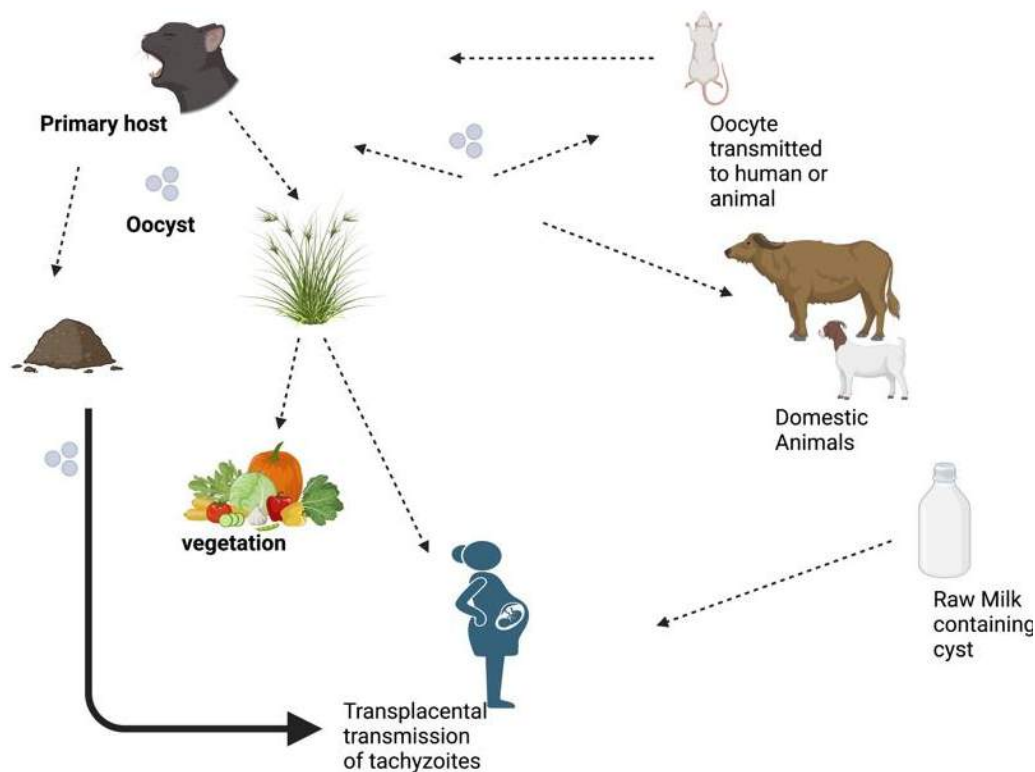 Primary host
Oocyst
Oocyte
transmitted
to human or
animal
Domestic
Animals
vegetation
Raw Milk
containing
cyst
Transplacental
transmission
of tachyzoites